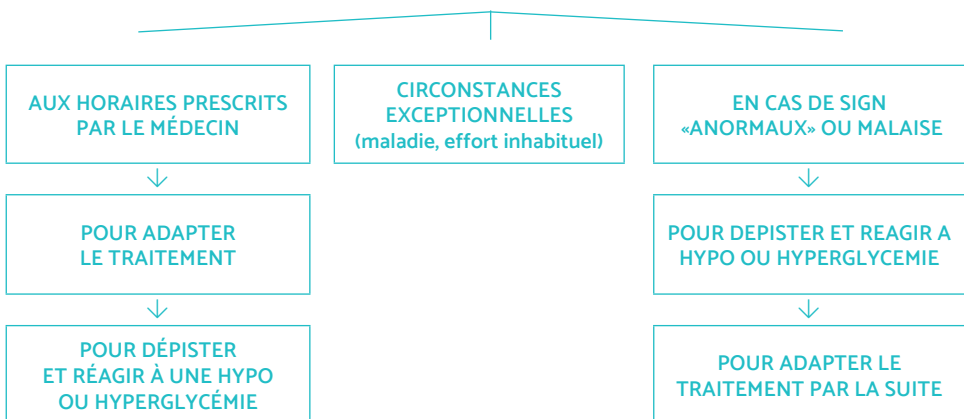 AUX HORAIRES PRESCRITS
PAR LE MÉDECIN
CIRCONSTANCES
EXCEPTIONNELLES
(maladie, effort inhabituel)
EN CAS DE SIGN
«ANORMAUX» OU MALAISE
POUR ADAPTER
LE TRAITEMENT
POUR DEPISTER ET REAGIR A
HYPO OU HYPERGLYCEMIE
POUR DÉPISTER
ET RÉAGIR À UNE HYPO
OU HYPERGLYCÉMIE
POUR ADAPTER LE
TRAITEMENT PAR LA SUITE